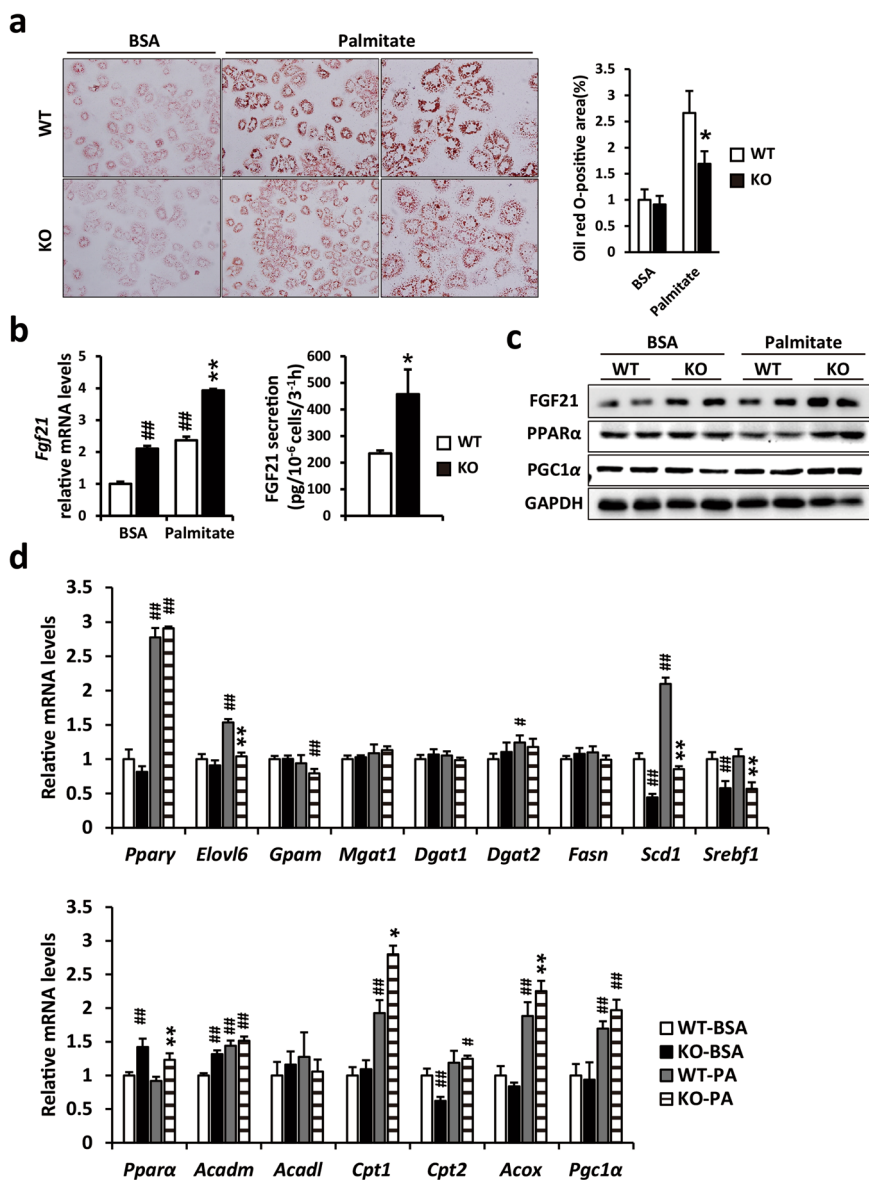 a
BSA
Palmitate
WT
KO
Oil red O-positive area(%)
3.5
3
2.5
2
1.5
1
0.5
0
*
WT
KO
BSA
Palmitate
b
Fgf21
relative mRNA levels
5
4
3
2
1
0
##
##
**
BSA
Palmitate
FGF21 secretion
(pg/10⁻⁶ cells/3⁻¹h)
600
500
400
300
200
100
0
*
WT
KO
c
BSA
Palmitate
WT
KO
WT
KO
FGF21
PPARα
PGC1α
GAPDH
d
Relative mRNA levels
3.5
3
2.5
2
1.5
1
0.5
0
##
##
##
**
##
#
##
##
**
##
**
Pparγ
Elovl6
Gpam
Mgat1
Dgat1
Dgat2
Fasn
Scd1
Srebf1
Relative mRNA levels
3.5
3
2.5
2
1.5
1
0.5
0
##
**
##
##
##
##
*
##
#
##
**
##
##
Pparα
Acadm
Acadl
Cpt1
Cpt2
Acox
Pgc1α
WT-BSA
KO-BSA
WT-PA
KO-PA